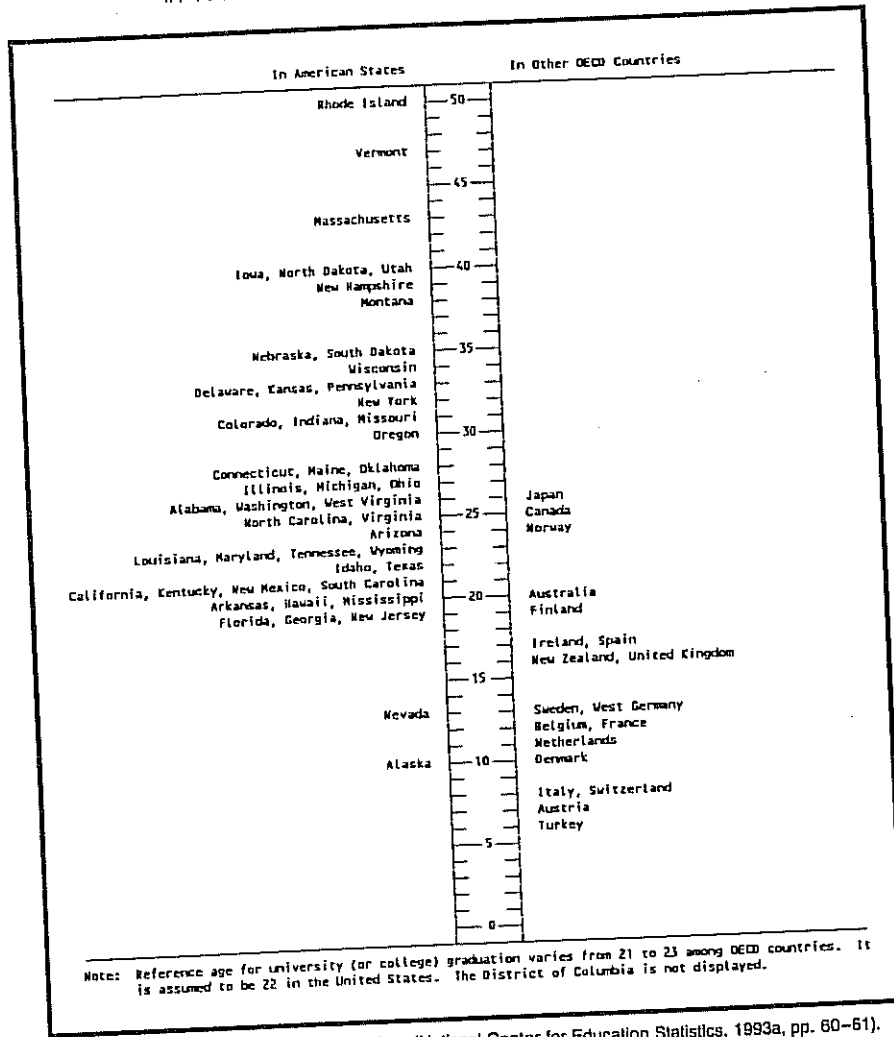 In American States
In Other OECD Countries
Rhode Island
50
Vermont
45
Massachusetts
Iowa, North Dakota, Utah
40
New Hampshire
Montana
Nebraska, South Dakota
35
Wisconsin
Delaware, Kansas, Pennsylvania
New York
Colorado, Indiana, Missouri
Oregon
30
Connecticut, Maine, Oklahoma
Illinois, Michigan, Ohio
Japan
Alabama, Washington, West Virginia
Canada
North Carolina, Virginia
25
Norway
Arizona
Louisiana, Maryland, Tennessee, Wyoming
Idaho, Texas
California, Kentucky, New Mexico, South Carolina
20
Australia
Arkansas, Hawaii, Mississippi
Finland
Florida, Georgia, New Jersey
Ireland, Spain
New Zealand, United Kingdom
15
Nevada
Sweden, West Germany
Belgium, France
Netherlands
Alaska
10
Denmark
Italy, Switzerland
Austria
Turkey
5
0
Note: Reference age for university (or college) graduation varies from 21 to 23 among OECD countries. It
is assumed to be 22 in the United States. The District of Columbia is not displayed.
(National Center for Education Statistics, 1993a, pp. 60–61).